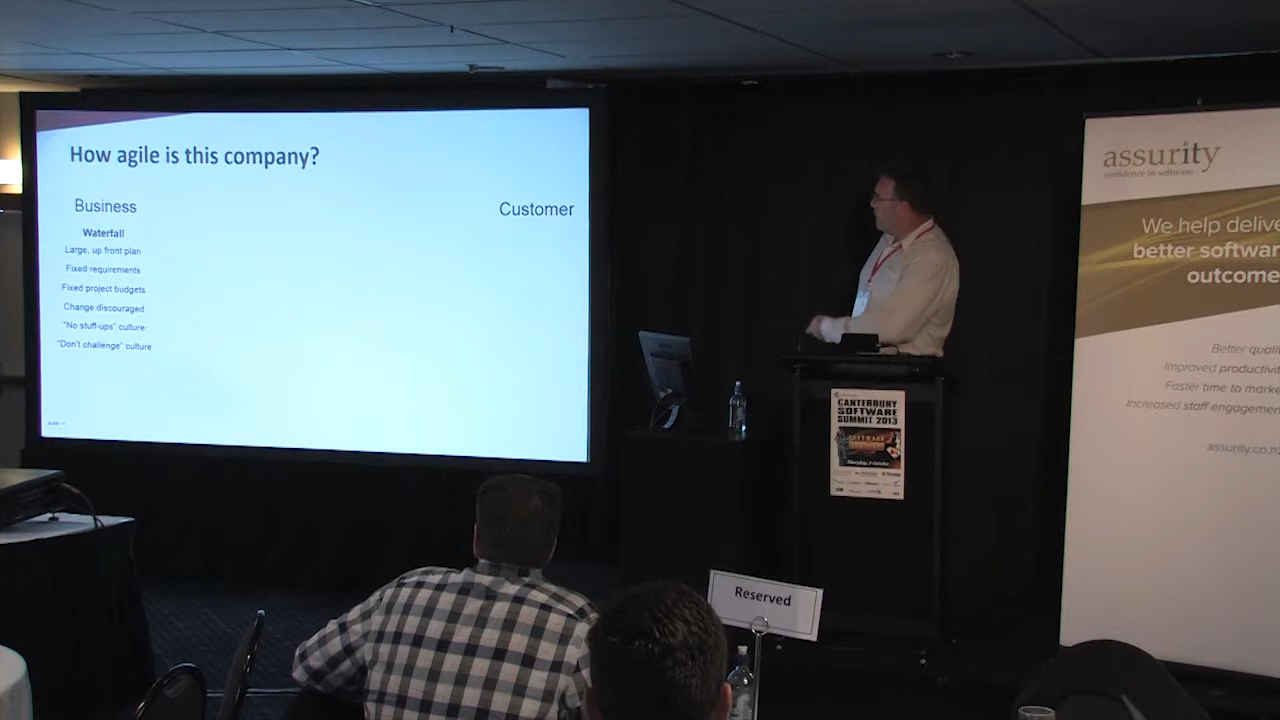 How agile is this company?
Business
Customer
Waterfall
Large, up front plan
Fixed requirements
Fixed project budgets
Change discouraged
"No stuff-ups" culture
"Don't challenge" culture
CANTERBURY
SOFTWARE
SUMMIT 2013
Reserved
assurity
confidence in software
We help delive
better softwar
outcome
Better quali
Improved productivi
Faster time to marke
Increased staff engagemen
assurity.co.nz